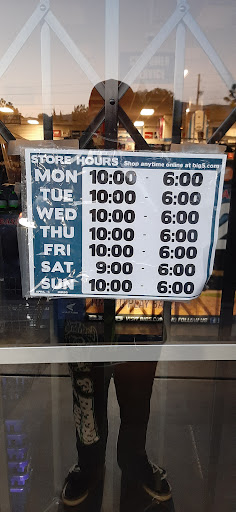 STORE HOURS Shop anytime online at big5.com
MON 10:00 - 6:00
TUE 10:00 - 6:00
WED 10:00 - 6:00
THU 10:00 - 6:00
FRI 10:00 - 6:00
SAT 9:00 - 6:00
SUN 10:00 - 6:00
FOLLOW US